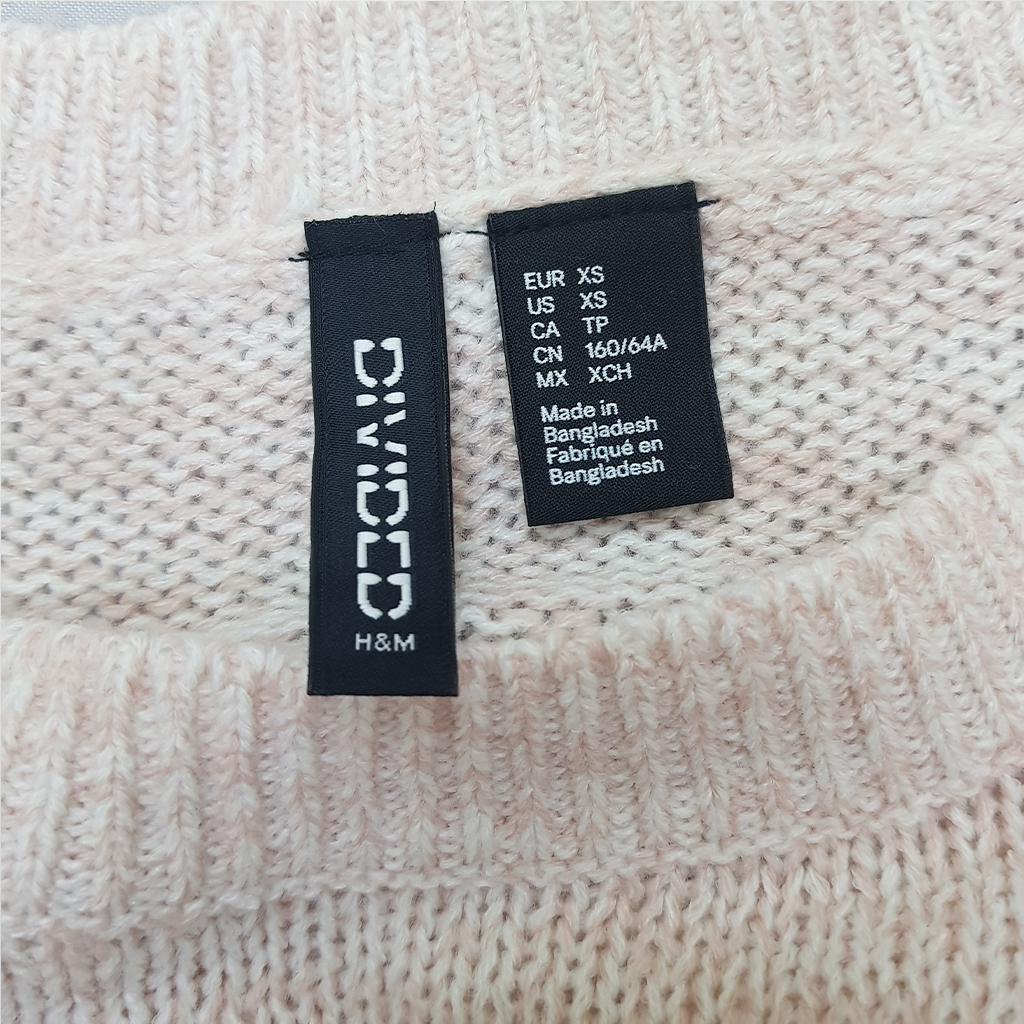 DIVIDED
H&M
EUR XS
US XS
CA TP
CN 160/64A
MX XCH
Made in
Bangladesh
Fabriqué en
Bangladesh